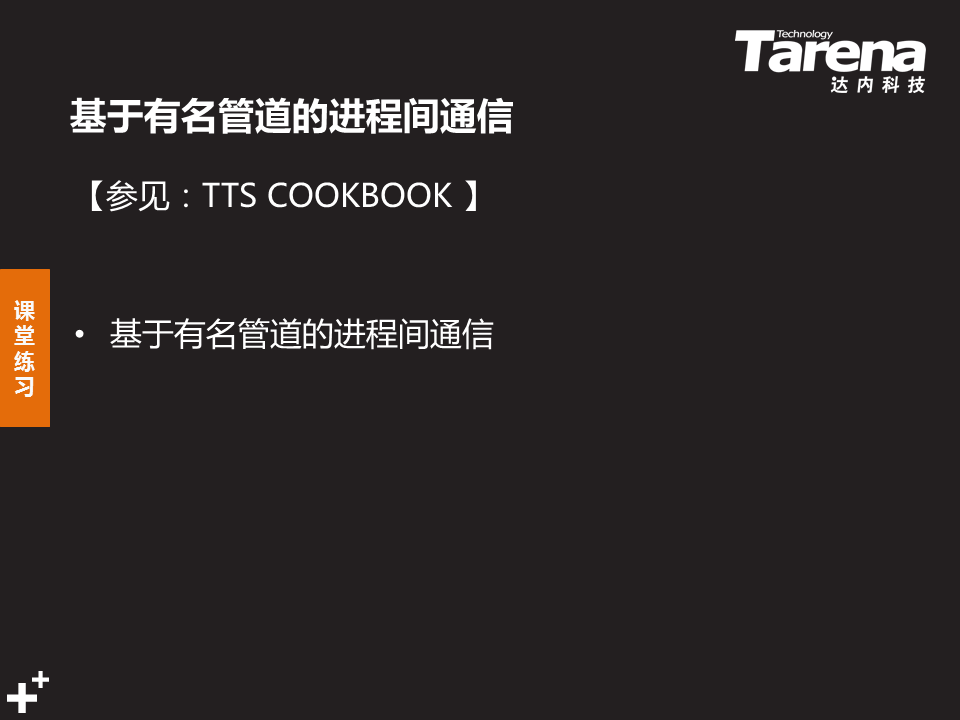 Technology
Tarena
达内科技
基于有名管道的进程间通信
【参见：TTS COOKBOOK 】
课堂练习
• 基于有名管道的进程间通信